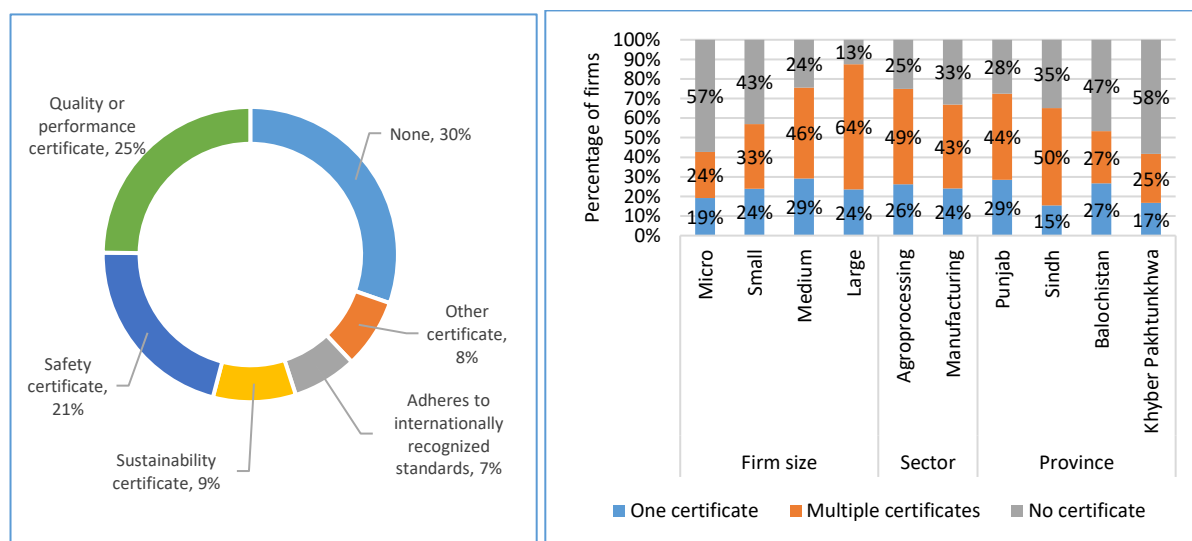 Quality or
performance
certificate, 25%
None, 30%
Other
certificate,
8%
Adheres to
internationally
recognized
standards, 7%
Sustainability
certificate, 9%
Safety
certificate,
21%
Percentage of firms
100%
90%
80%
70%
60%
50%
40%
30%
20%
10%
0%
57% 43% 24% 13% 25% 33% 28% 35% 47% 58%
24% 33% 46% 64% 49% 43% 44% 50% 27% 25%
19% 24% 29% 24% 26% 24% 29% 15% 27% 17%
Micro
Small
Medium
Large
Agroprocessing
Manufacturing
Punjab
Sindh
Balochistan
Khyber Pakhtunkhwa
Firm size
Sector
Province
One certificate
Multiple certificates
No certificate